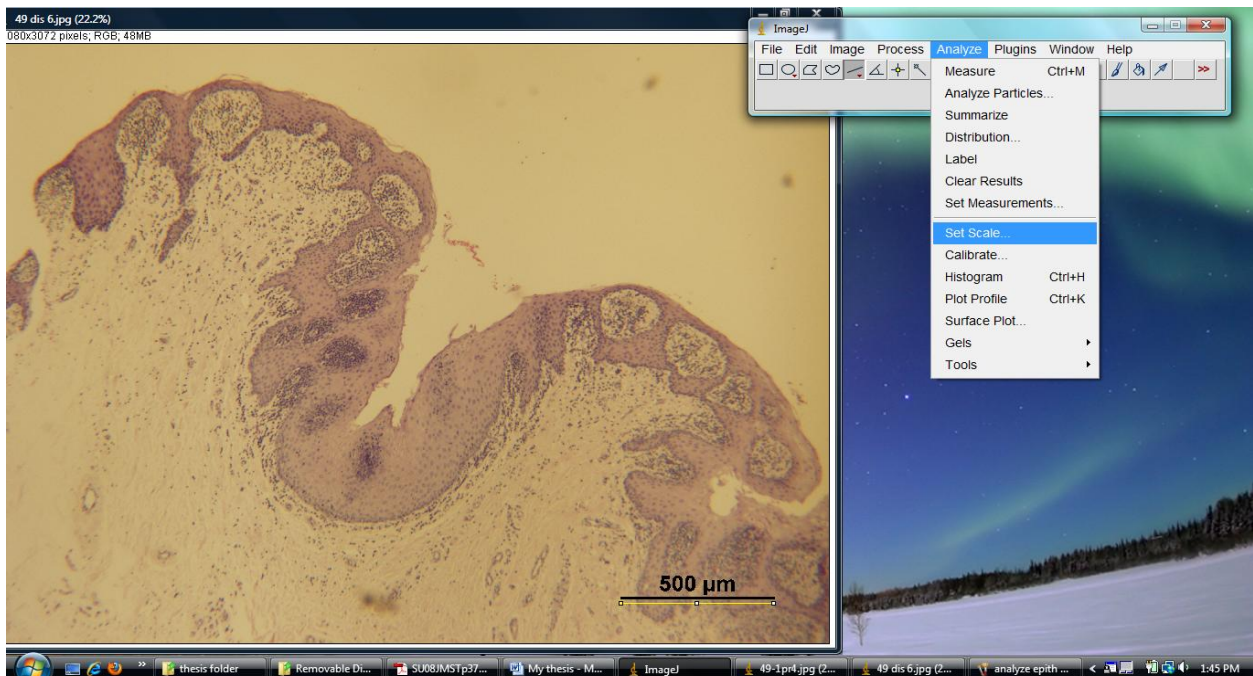 49 dis 6.jpg (22.2%)
080x3072 pixels; RGB; 48MB
ImageJ
File Edit Image Process Analyze Plugins Window Help
>>
Measure Ctrl+M
Analyze Particles...
Summarize
Distribution...
Label
Clear Results
Set Measurements...
Set Scale...
Calibrate...
Histogram Ctrl+H
Plot Profile Ctrl+K
Surface Plot...
Gels
Tools
500 µm
» thesis folder Removable Di... SU08JMSTp37... My thesis - M... ImageJ 49-1pr4.jpg (2... 49 dis 6.jpg (2... analyze epith ... < 1:45 PM